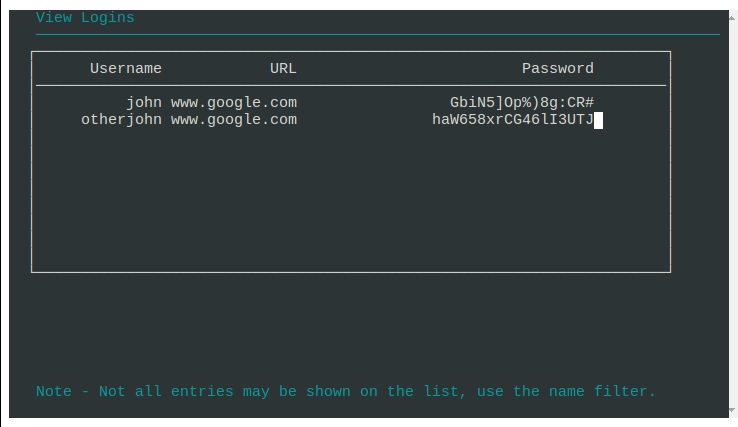 View Logins
Username URL Password
john www.google.com GbiN5]Op%)8g:CR#
otherjohn www.google.com haW658xrCG46lI3UTJ
Note - Not all entries may be shown on the list, use the name filter.